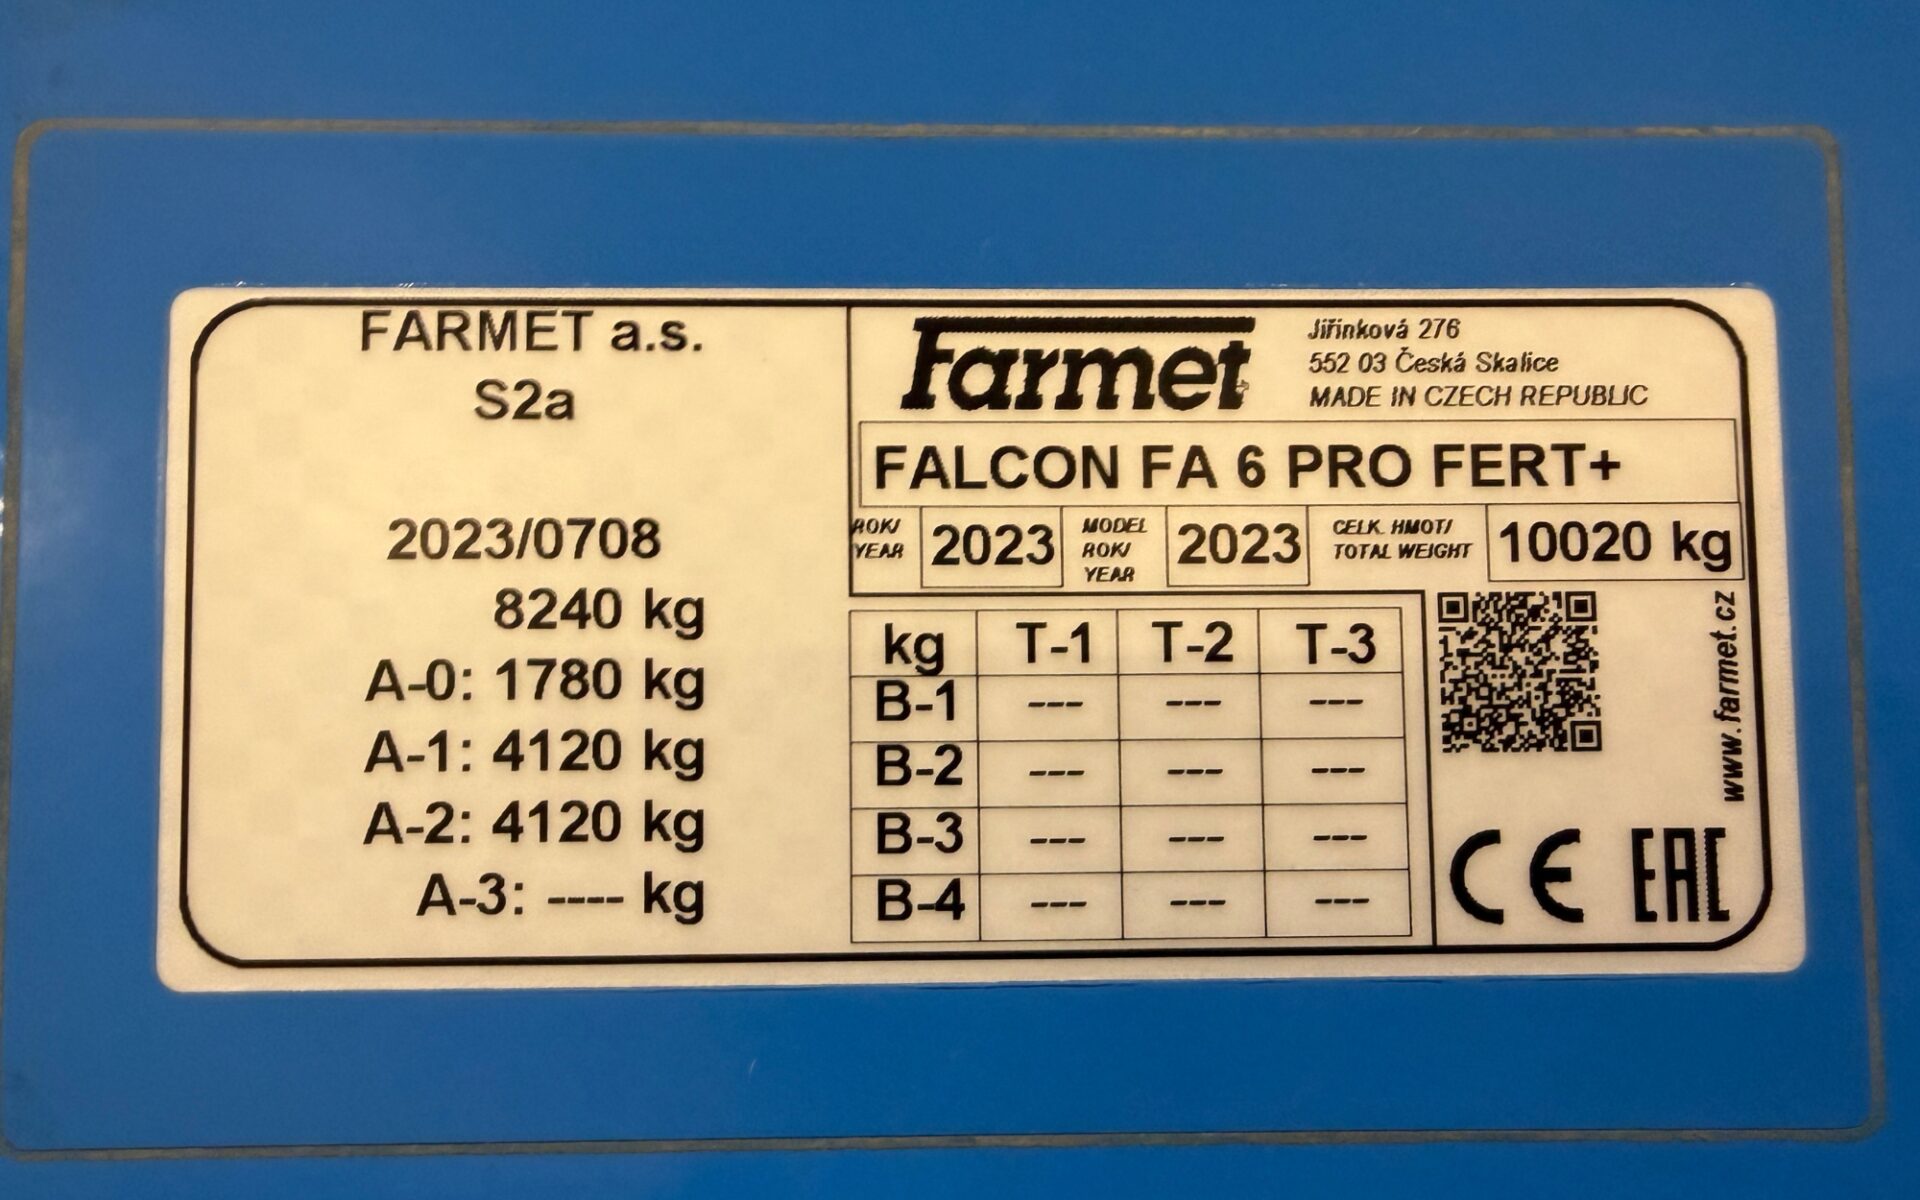 FARMET a.s.
S2a
2023/0708
8240 kg
A-0: 1780 kg
A-1: 4120 kg
A-2: 4120 kg
A-3: ---- kg
Farmet
Jiřinková 276
552 03 Česká Skalice
MADE IN CZECH REPUBLIC
FALCON FA 6 PRO FERT+
ROK/
YEAR
2023
MODEL
ROK/
YEAR
2023
CELK. HMOT/
TOTAL WEIGHT
10020 kg
kg T-1 T-2 T-3
B-1 --- --- ---
B-2 --- --- ---
B-3 --- --- ---
B-4 --- --- ---
www.farmet.cz
CE EAC